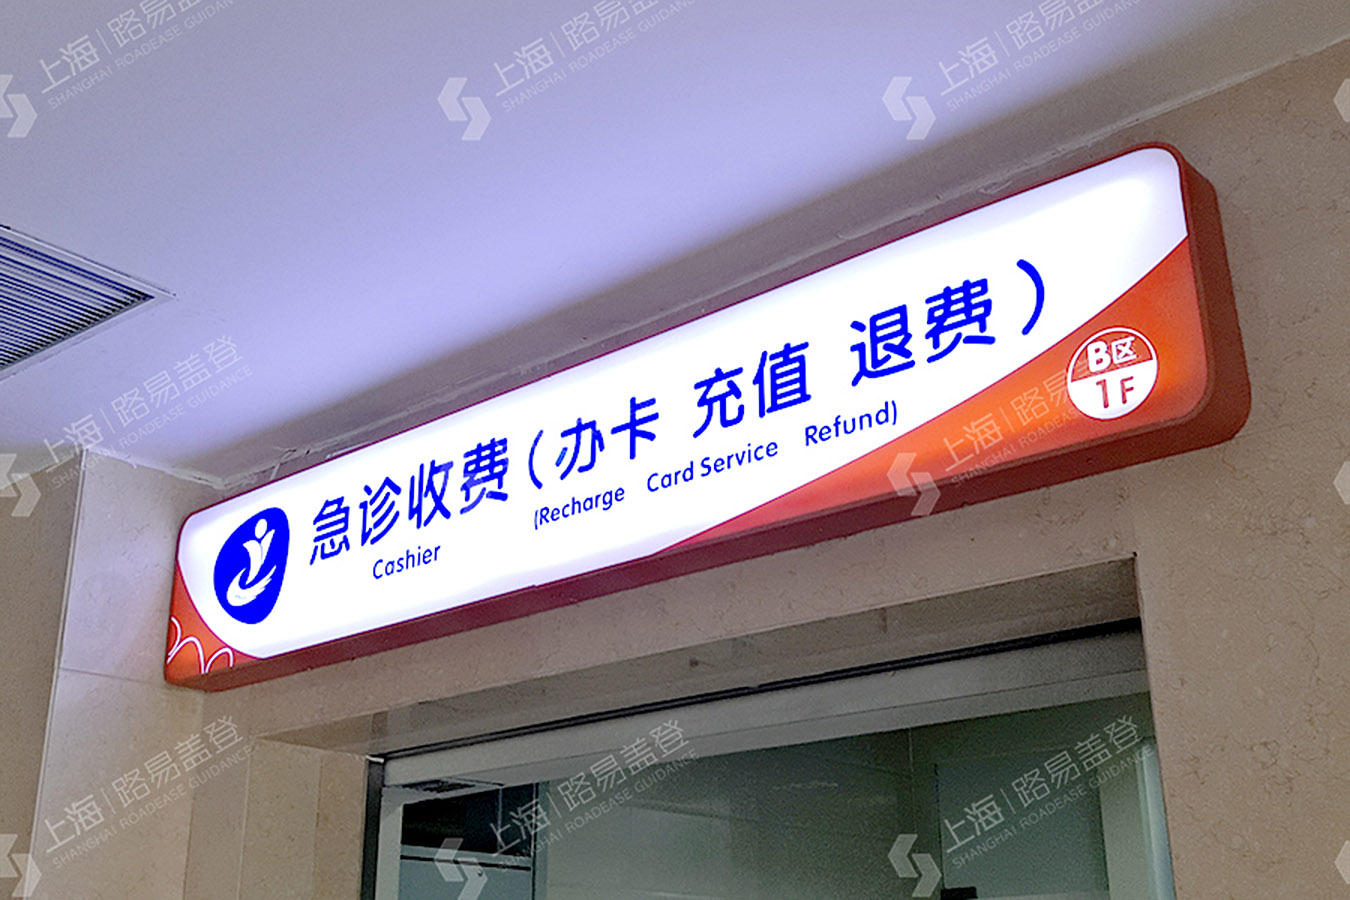 急诊收费（办卡 充值 退费）
Cashier (Recharge Card Service Refund)
B区
1F
上海|路易盖登
SHANGHAI ROADEASE GUIDANCE